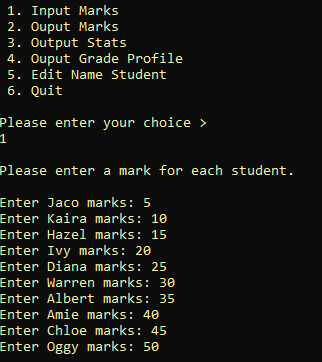 1. Input Marks
2. Ouput Marks
3. Output Stats
4. Ouput Grade Profile
5. Edit Name Student
6. Quit
Please enter your choice >
1
Please enter a mark for each student.
Enter Jaco marks: 5
Enter Kaira marks: 10
Enter Hazel marks: 15
Enter Ivy marks: 20
Enter Diana marks: 25
Enter Warren marks: 30
Enter Albert marks: 35
Enter Amie marks: 40
Enter Chloe marks: 45
Enter Oggy marks: 50